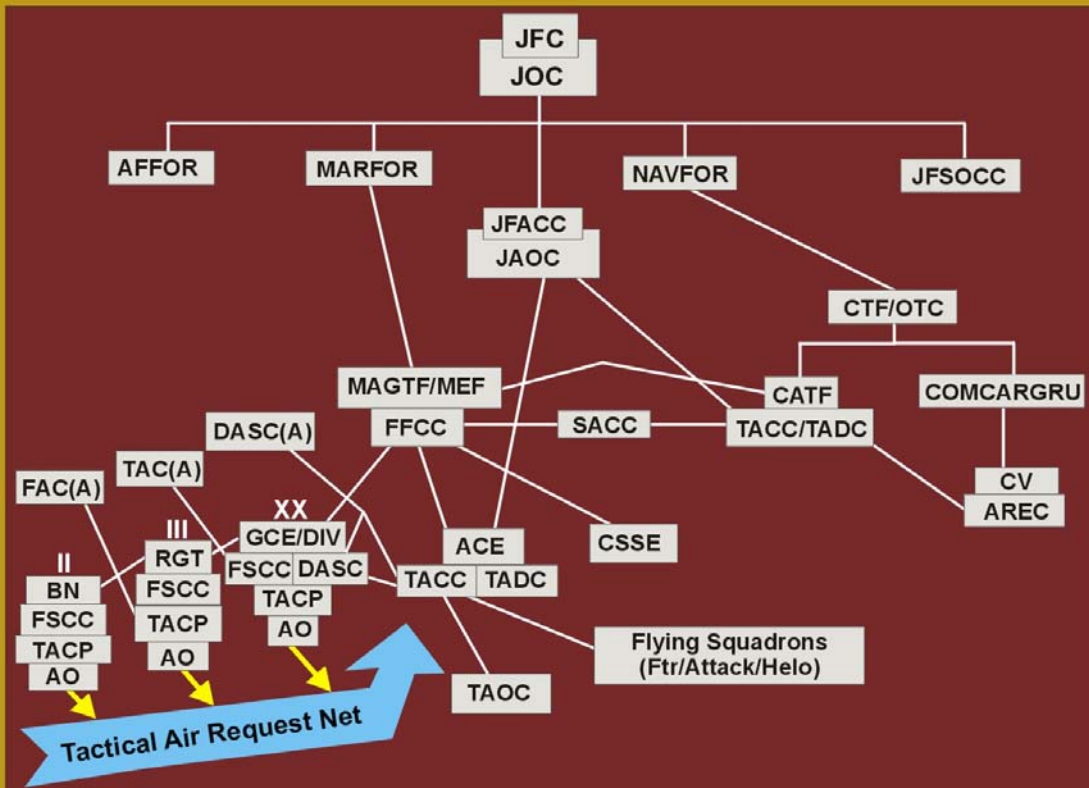 JFC
JOC
AFFOR
MARFOR
NAVFOR
JFSOCC
JFACC
JAOC
CTF/OTC
MAGTF/MEF
CATF
COMCARGRU
DASC(A)
FFCC
SACC
TACC/TADC
TAC(A)
FAC(A)
CV
AREC
XX
III
GCE/DIV
ACE
CSSE
II
RGT
FSCC
DASC
TACC
TADC
BN
FSCC
TACP
FSCC
TACP
AO
Flying Squadrons
(Ftr/Attack/Helo)
TACP
AO
AO
TAOC
Tactical Air Request Net